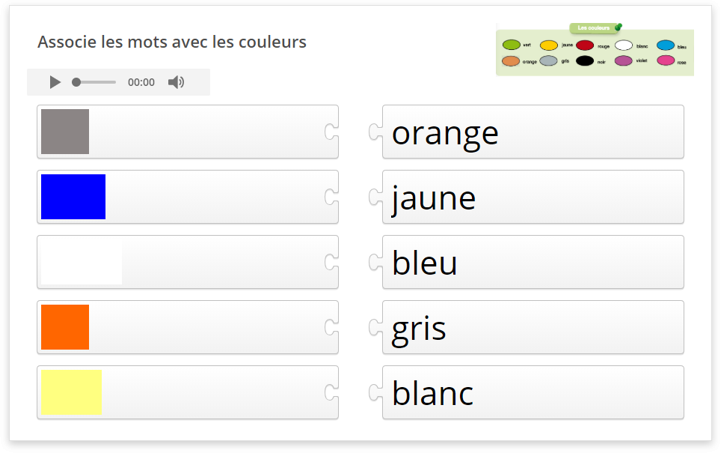 Associe les mots avec les couleurs
Les couleurs
vert jaune rouge blanc bleu
orange gris noir violet rose
00:00
orange
jaune
bleu
gris
blanc